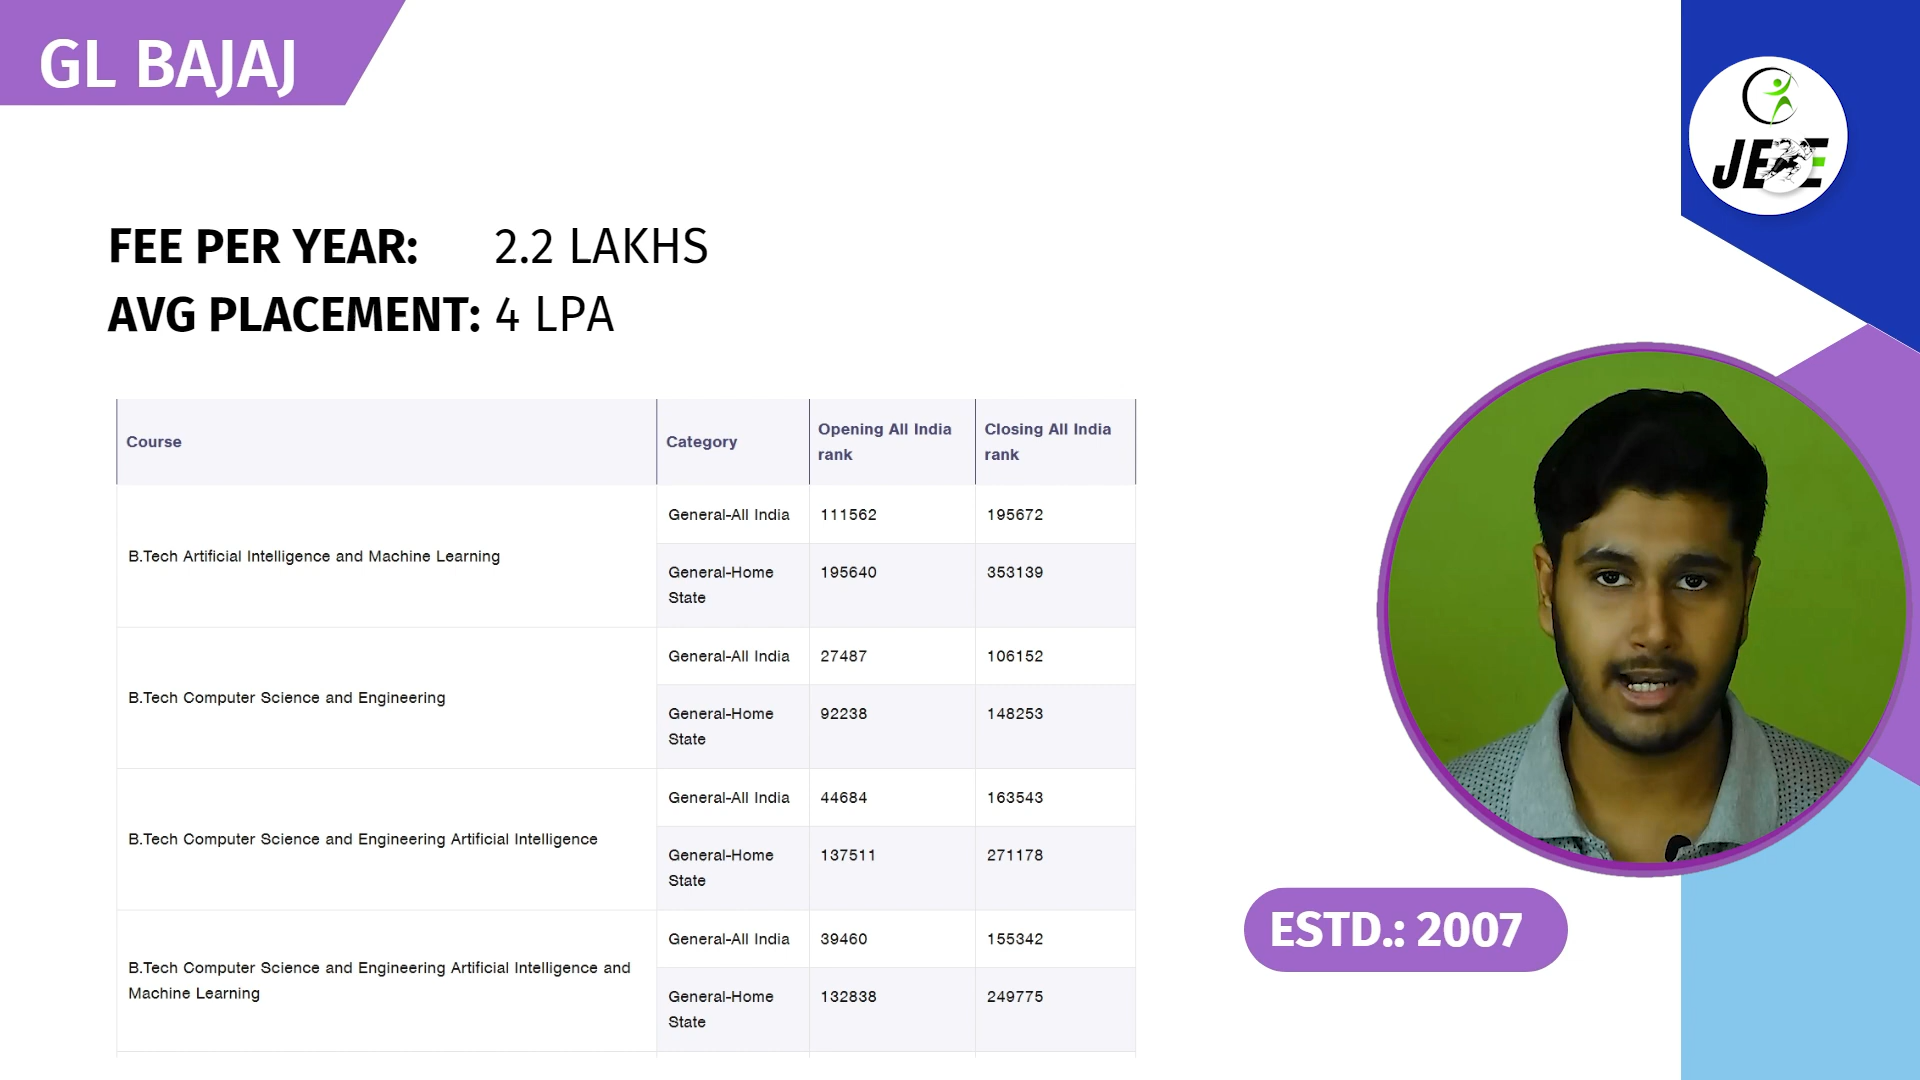 GL BAJAJ
JEE
FEE PER YEAR: 2.2 LAKHS
AVG PLACEMENT: 4 LPA
Course Category Opening All India rank Closing All India rank
B.Tech Artificial Intelligence and Machine Learning
General-All India 111562 195672
General-Home State 195640 353139
B.Tech Computer Science and Engineering
General-All India 27487 106152
General-Home State 92238 148253
B.Tech Computer Science and Engineering Artificial Intelligence
General-All India 44684 163543
General-Home State 137511 271178
B.Tech Computer Science and Engineering Artificial Intelligence and Machine Learning
General-All India 39460 155342
General-Home State 132838 249775
ESTD.: 2007